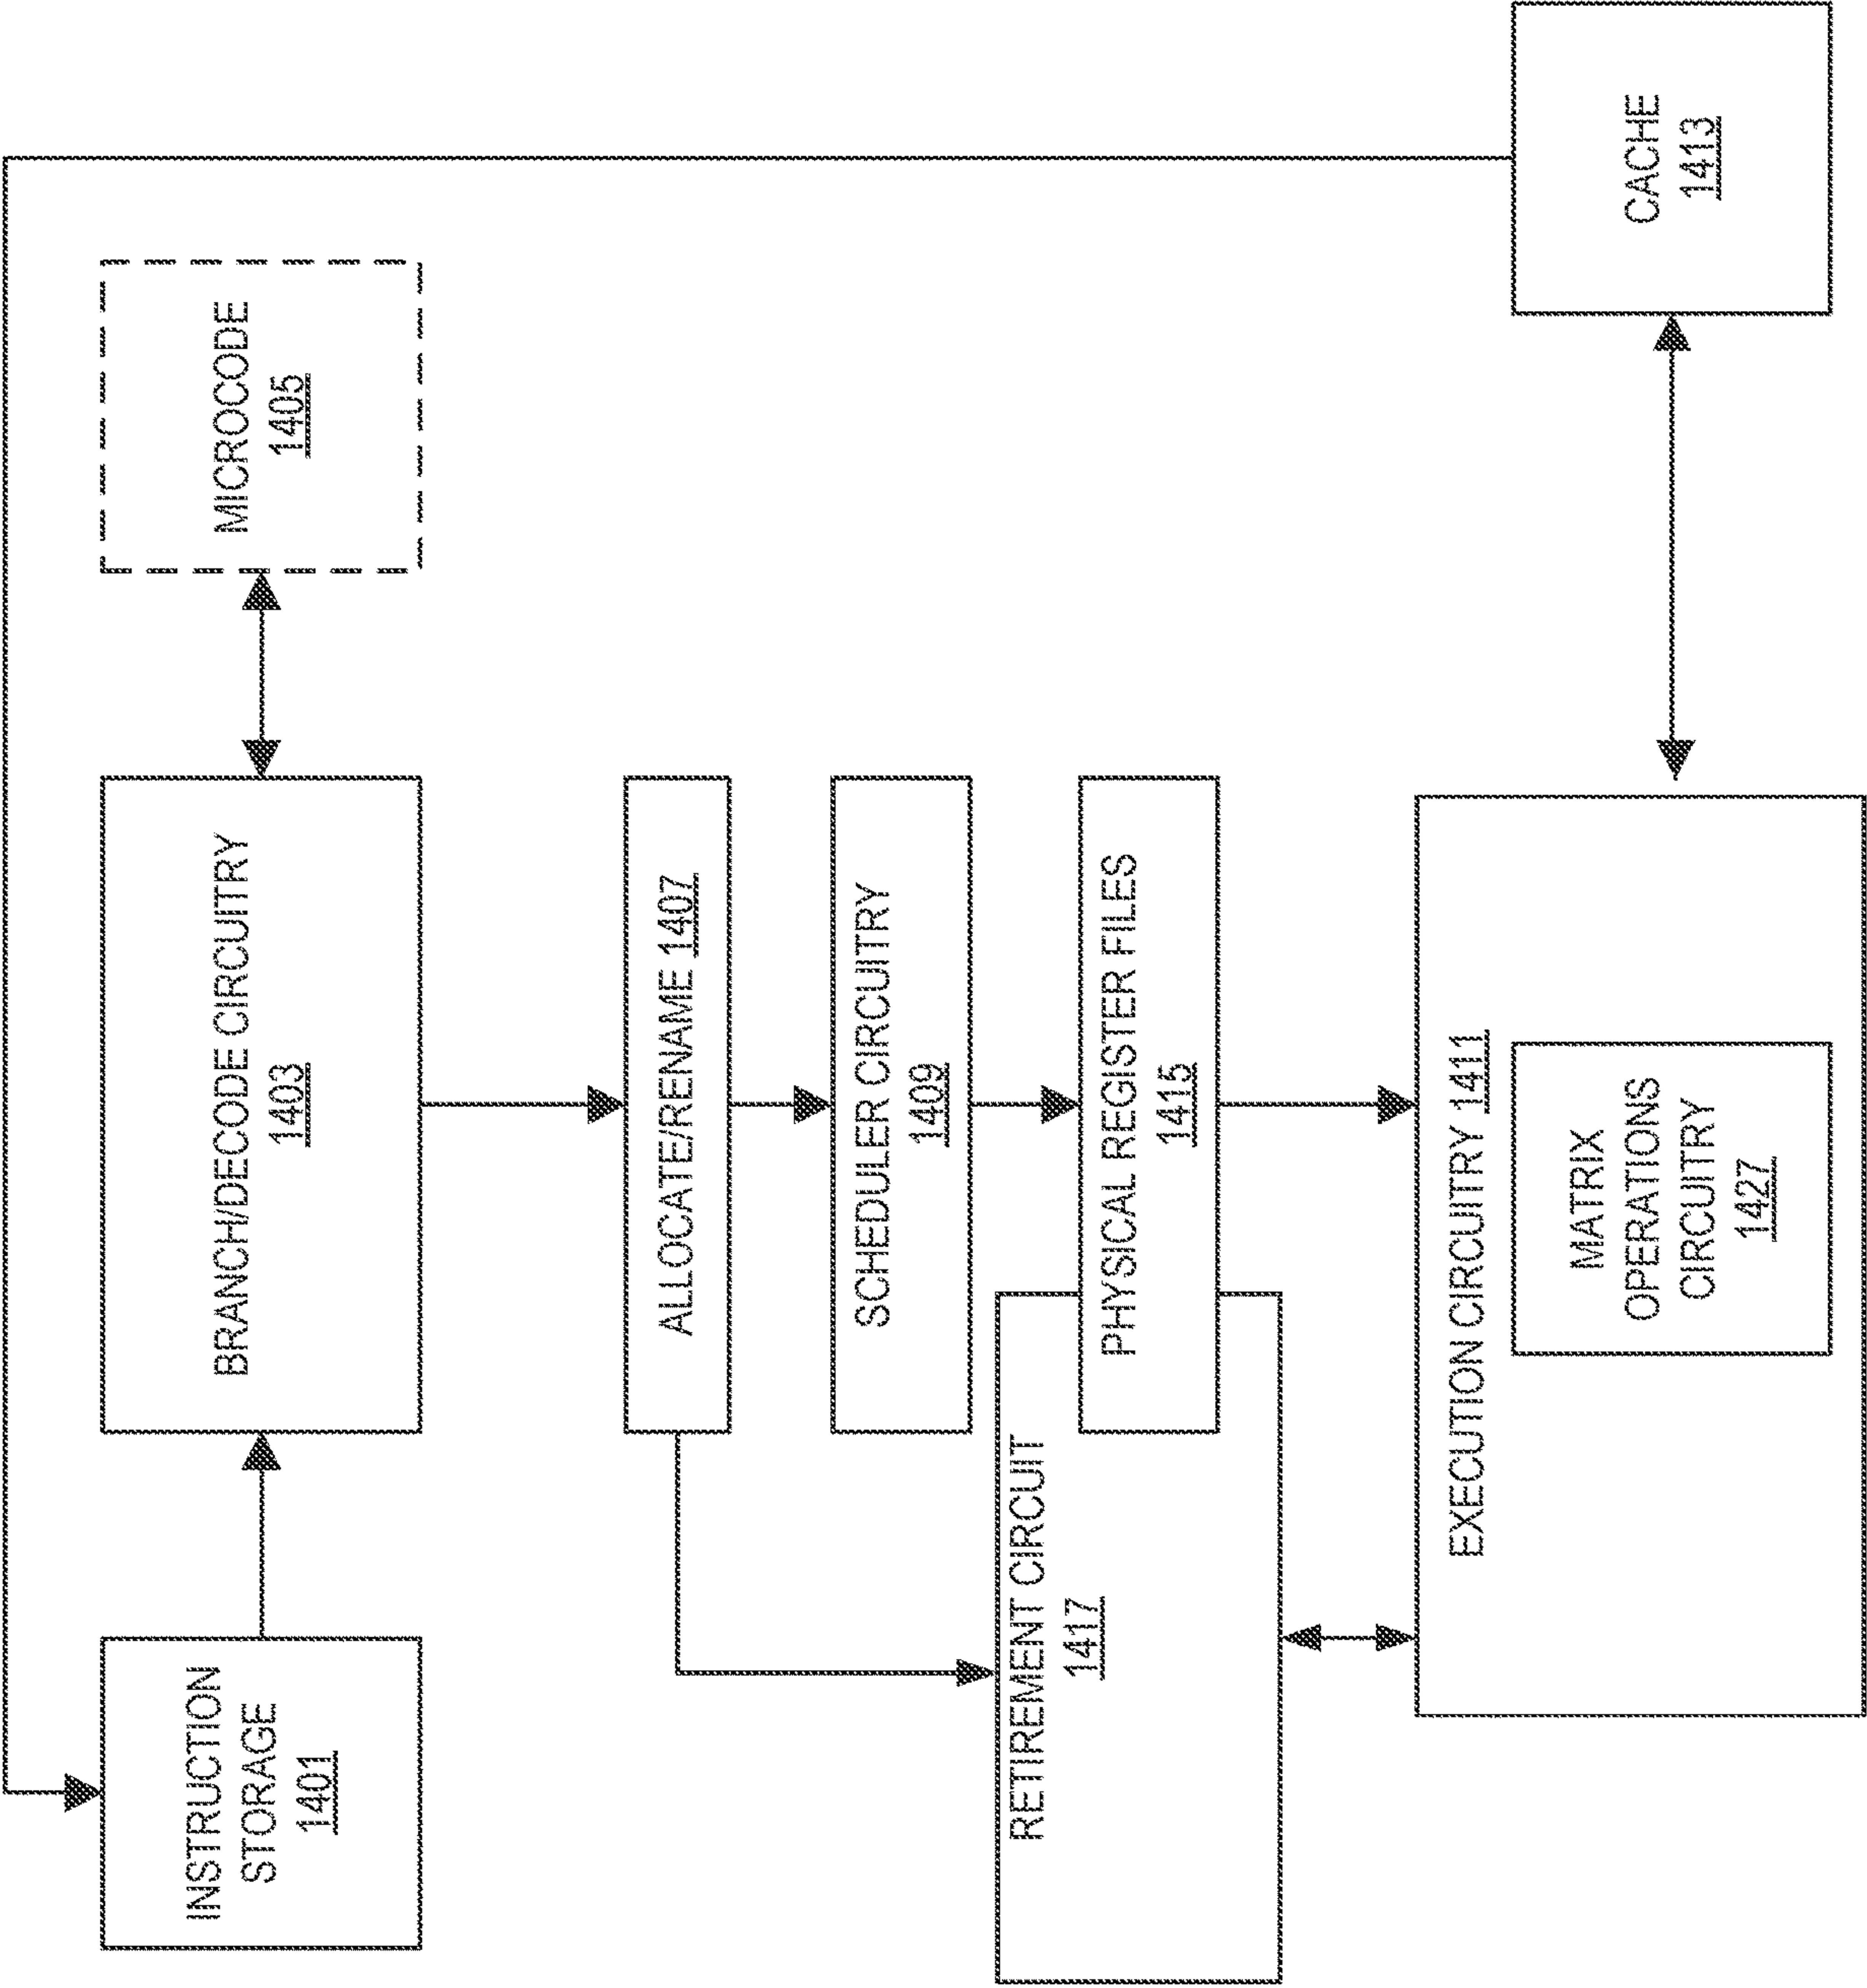 INSTRUCTION
STORAGE
1401
BRANCH/DECODE CIRCUITRY
1403
MICROCODE
1405
ALLOCATE/RENAME 1407
SCHEDULER CIRCUITRY
1409
RETIREMENT CIRCUIT
1417
PHYSICAL REGISTER FILES
1415
EXECUTION CIRCUITRY 1411
MATRIX
OPERATIONS
CIRCUITRY
1427
CACHE
1413